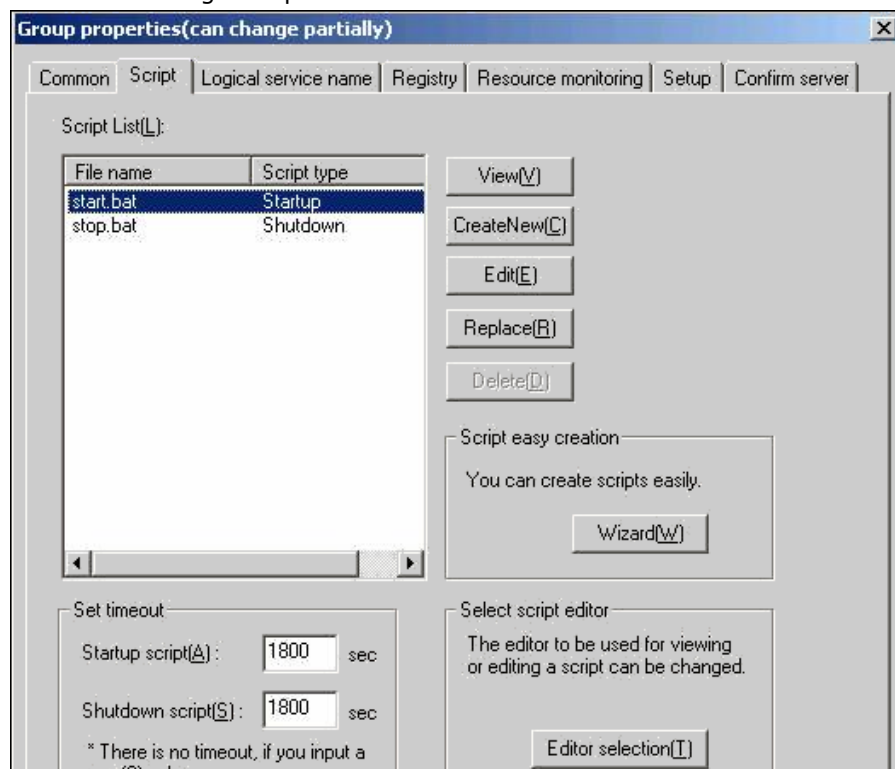 Group properties(can change partially)
Common Script Logical service name Registry Resource monitoring Setup Confirm server
Script List(L):
File name Script type
start.bat Startup
stop.bat Shutdown
View(V)
CreateNew(C)
Edit(E)
Replace(R)
Delete(D)
Script easy creation
You can create scripts easily.
Wizard(W)
Set timeout
Startup script(A) : 1800 sec
Shutdown script(S) : 1800 sec
* There is no timeout, if you input a
Select script editor
The editor to be used for viewing
or editing a script can be changed.
Editor selection(T)